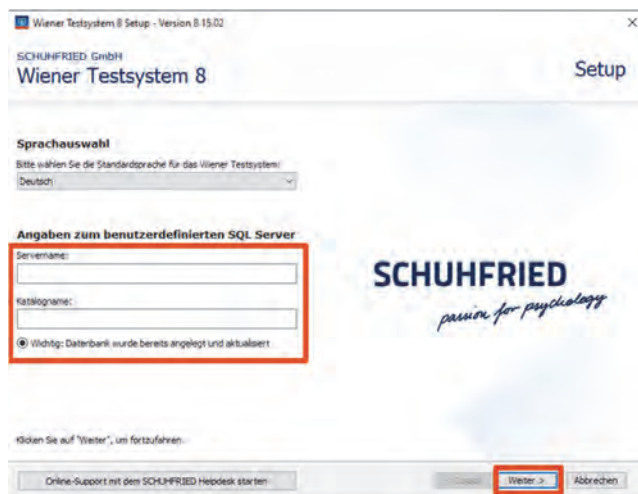 Wiener Testsystem 8 Setup - Version 8.15.02
SCHUHFRIED GmbH
Wiener Testsystem 8
Setup
Sprachauswahl
Bitte wählen Sie die Standardsprache für das Wiener Testsystem:
Deutsch
Angaben zum benutzerdefinierten SQL Server
Servername:
Katalogname:
Wichtig: Datenbank wurde bereits angelegt und aktualisiert
SCHUHFRIED
passion for psychology
Klicken Sie auf "Weiter", um fortzufahren.
Online-Support mit dem SCHUHFRIED Helpdesk starten
Weiter >
Abbrechen